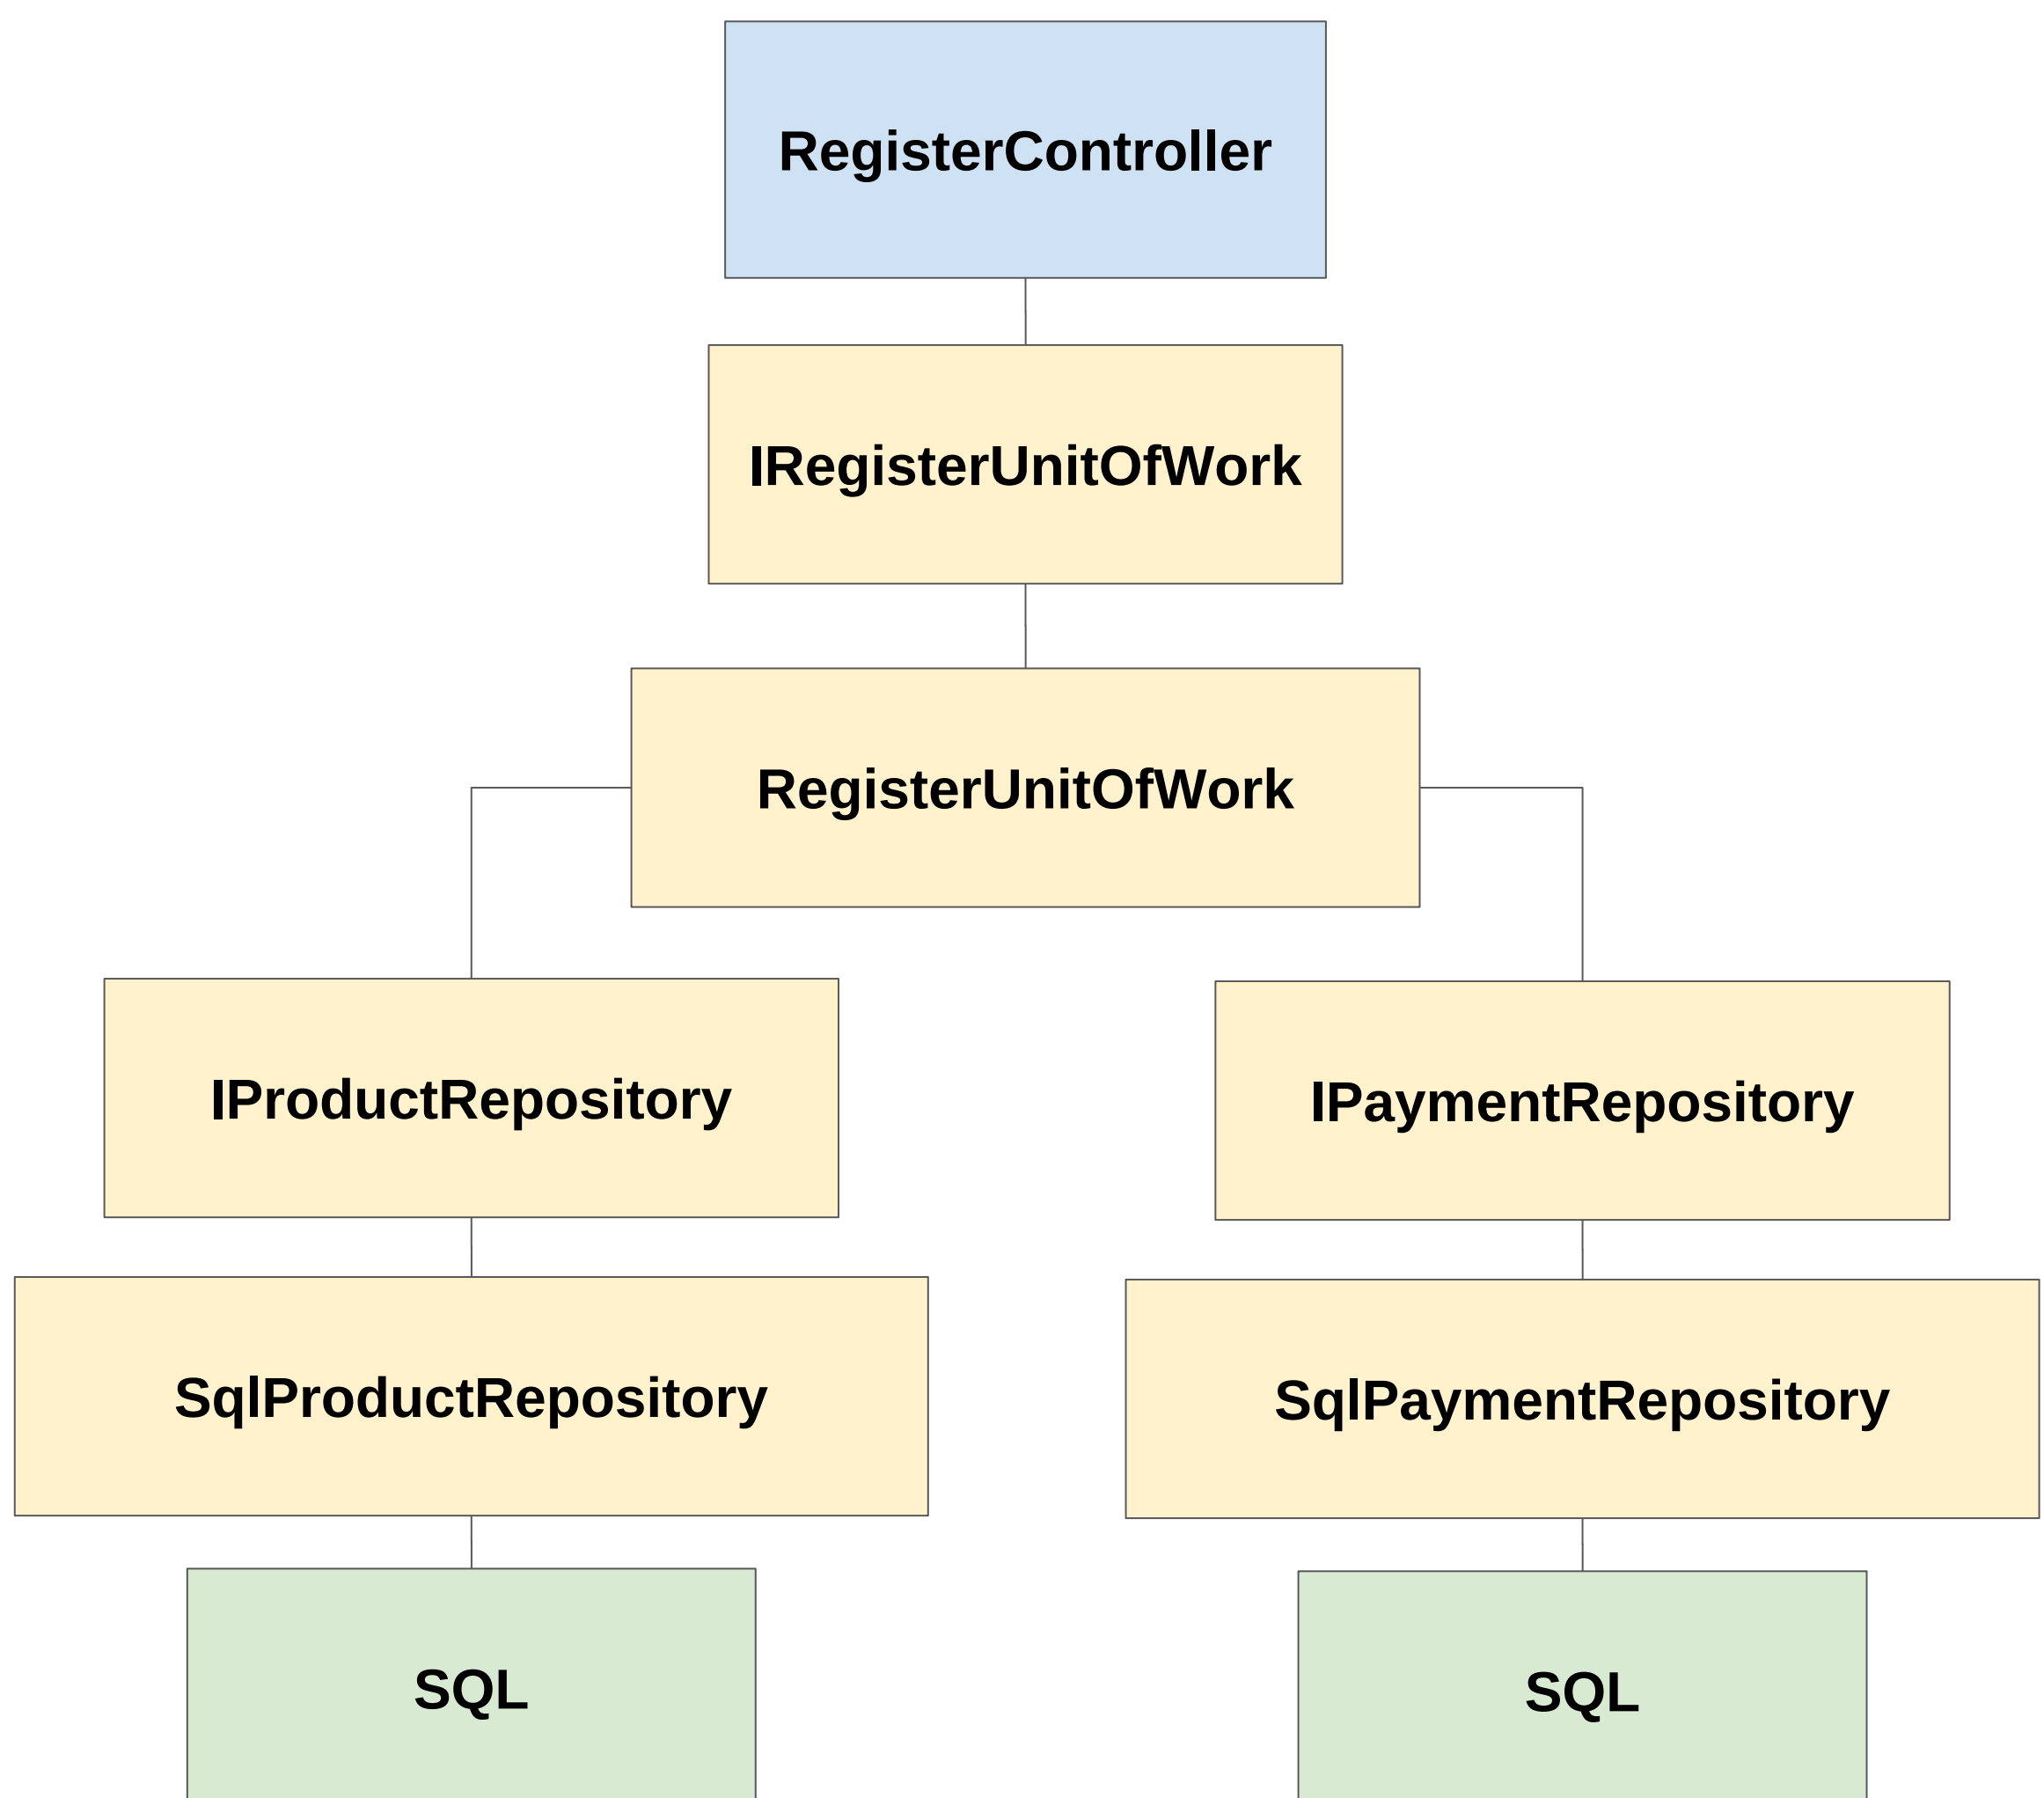 RegisterController
IRegisterUnitOfWork
RegisterUnitOfWork
IProductRepository
IPaymentRepository
SqlProductRepository
SqlPaymentRepository
SQL
SQL